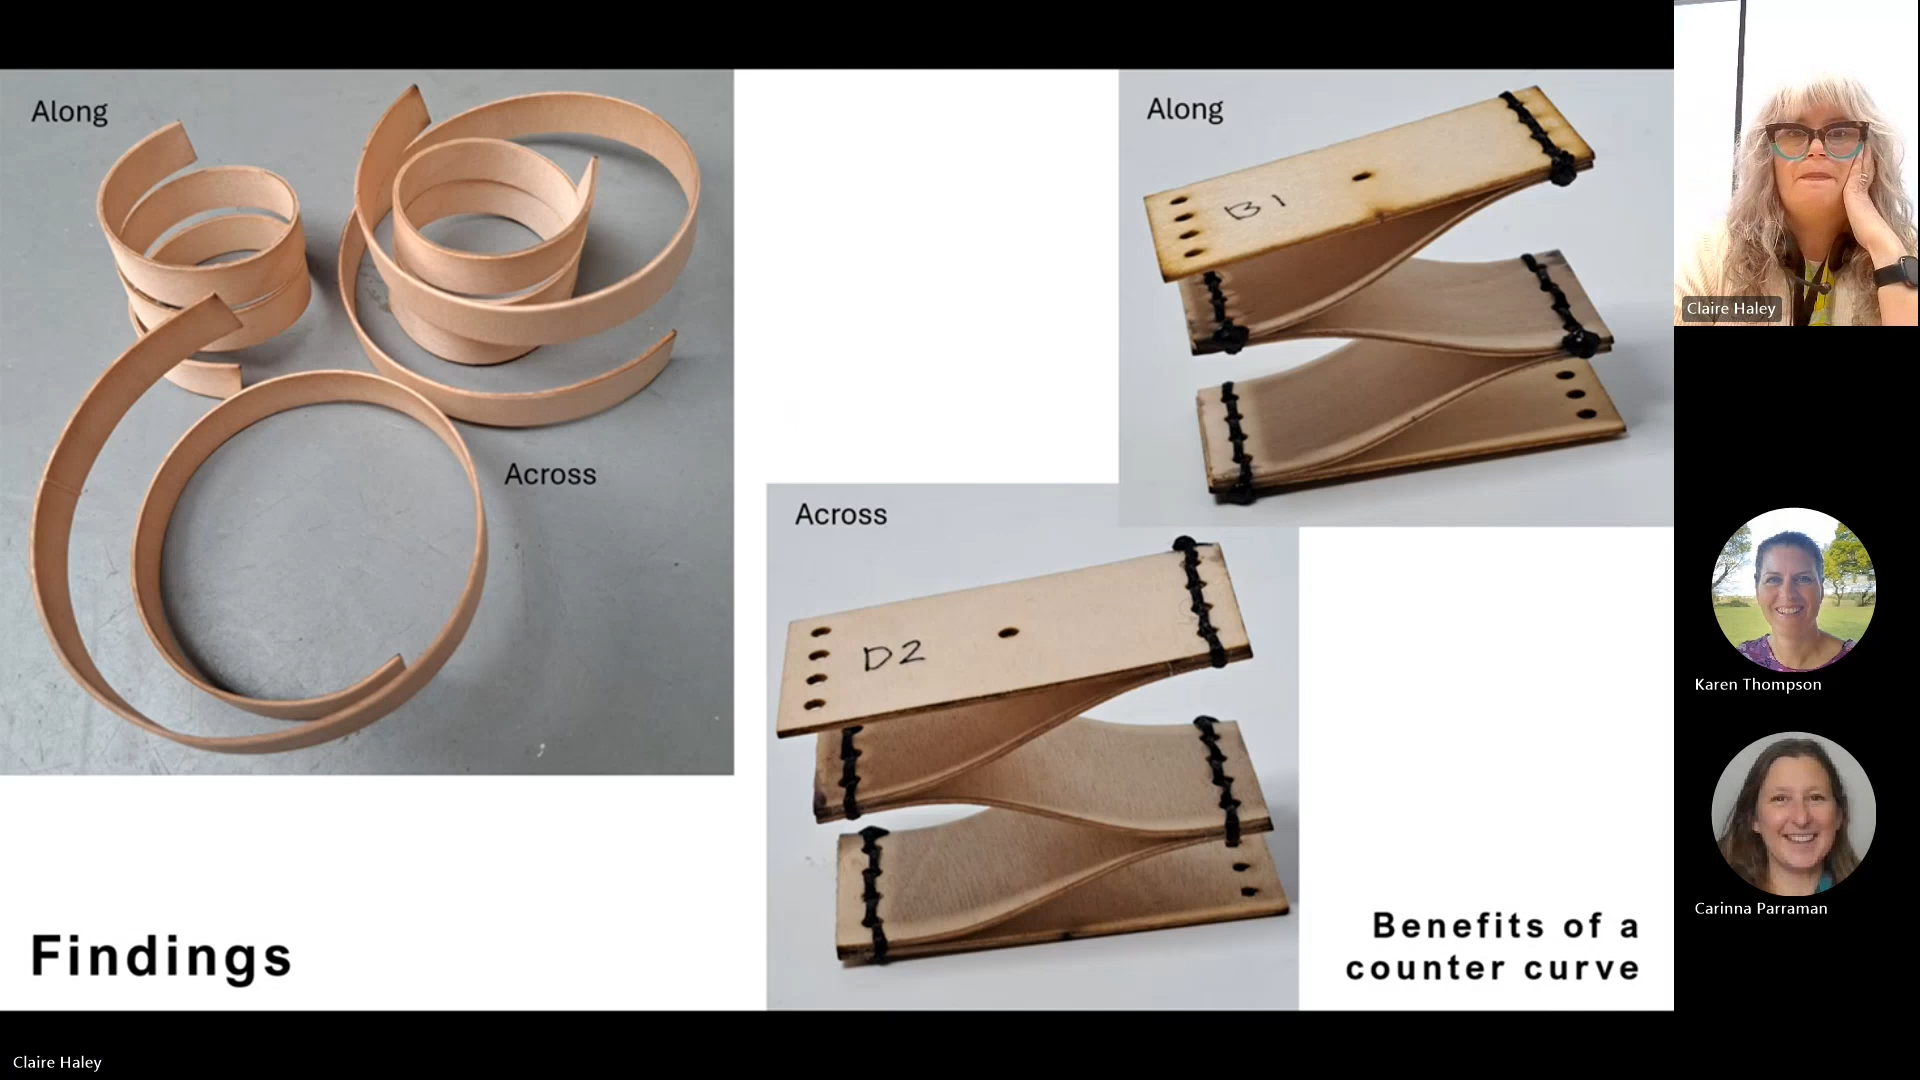 Along
Across
Findings
Along
B1
Across
D2
Benefits of a
counter curve
Claire Haley
Karen Thompson
Carinna Parraman
Claire Haley